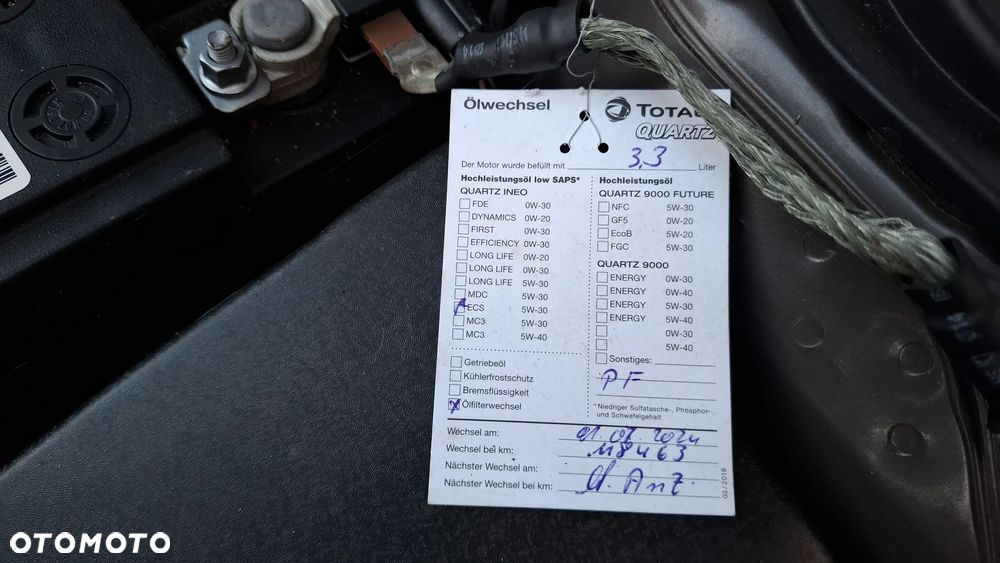 Ölwechsel
TOTAL
QUARTZ
Der Motor wurde befüllt mit 3,3 Liter
Hochleistungsöl low SAPS*
QUARTZ INEO
FDE 0W-30
DYNAMICS 0W-20
FIRST 0W-30
EFFICIENCY 0W-30
LONG LIFE 0W-20
LONG LIFE 0W-30
LONG LIFE 5W-30
MDC 5W-30
ECS 5W-30
MC3 5W-30
MC3 5W-40
Getriebeöl
Kühlerfrostschutz
Bremsflüssigkeit
Ölfilterwechsel
Hochleistungsöl
QUARTZ 9000 FUTURE
NFC 5W-30
GF5 0W-20
EcoB 5W-20
FGC 5W-30
QUARTZ 9000
ENERGY 0W-30
ENERGY 0W-40
ENERGY 5W-30
ENERGY 5W-40
0W-30
5W-40
Sonstiges:
PF
*Niedriger Sulfatasche-, Phosphor-
und Schwefelgehalt
Wechsel am: 01.07.2024
Wechsel bei km: 118463
Nächster Wechsel am:
Nächster Wechsel bei km: Anz.
03/2018
OTOMOTO